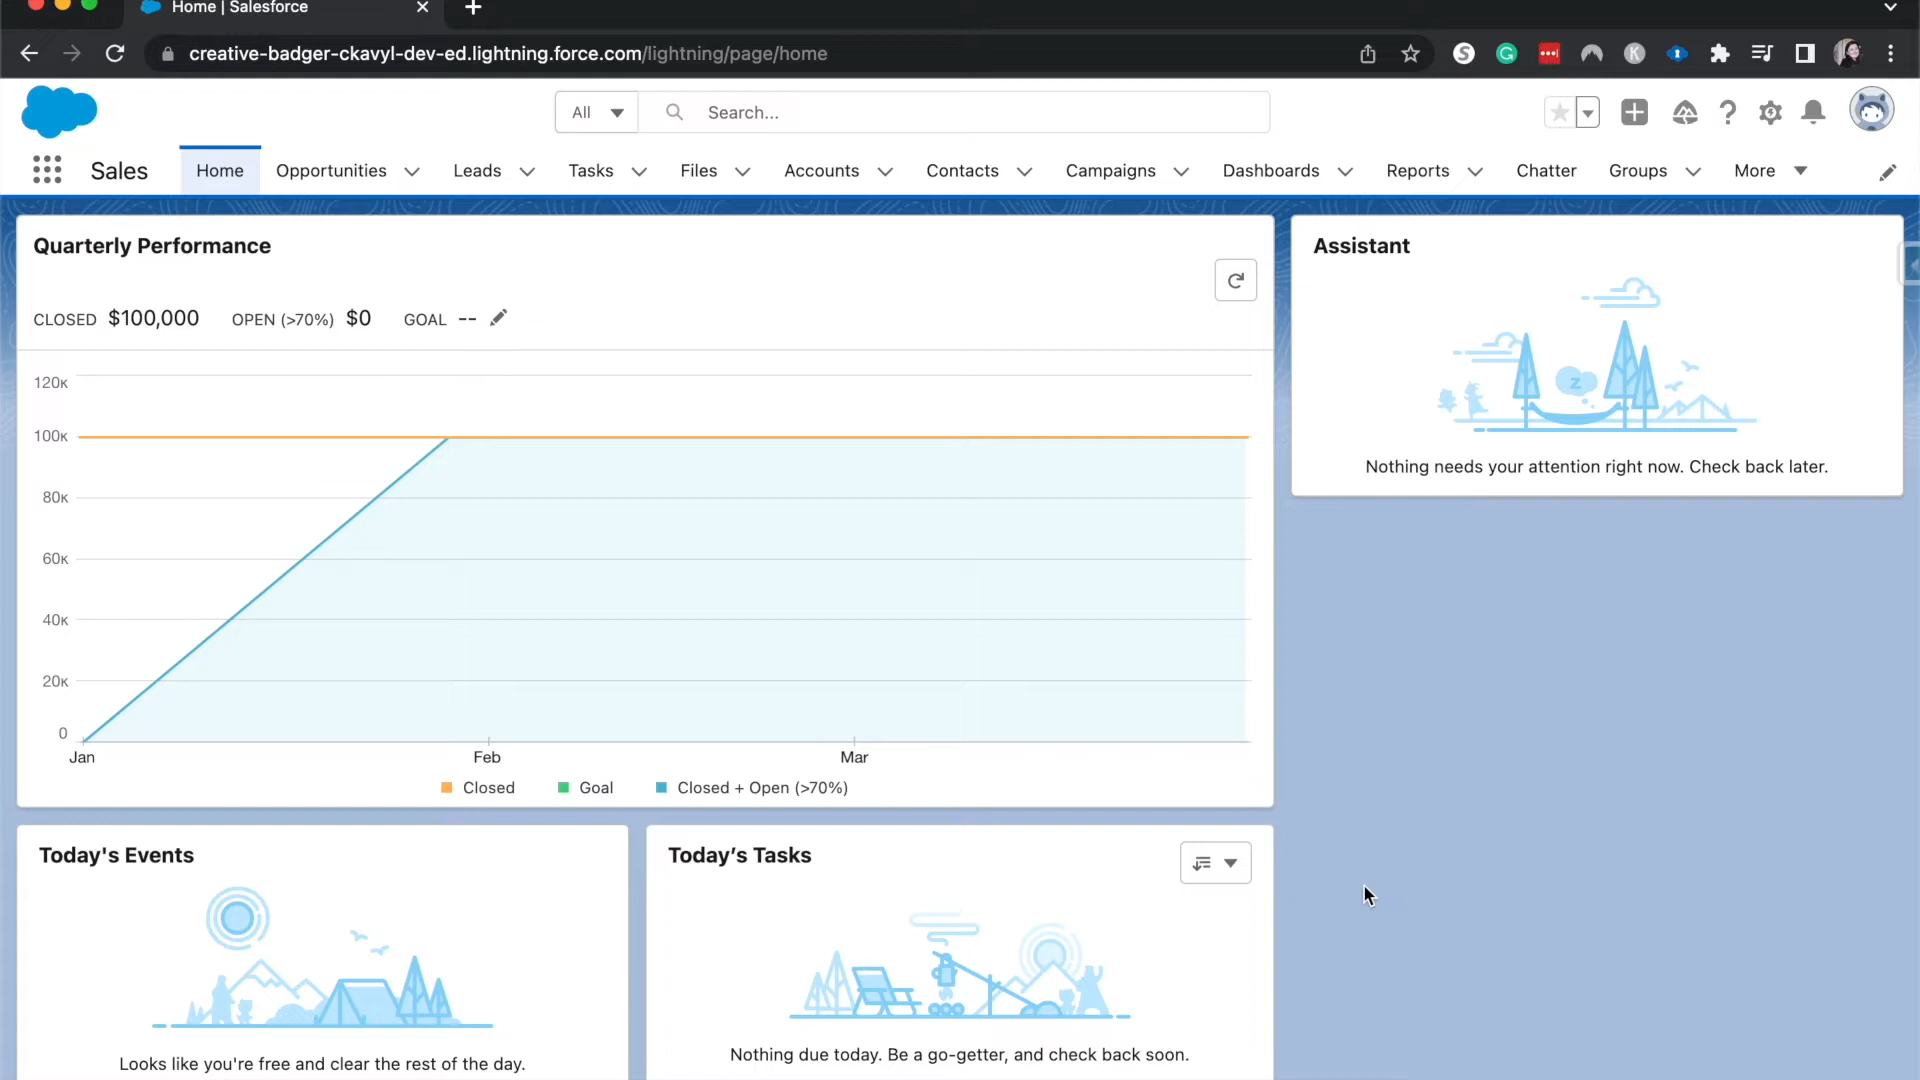 Home | Salesforce
creative-badger-ckavyl-dev-ed.lightning.force.com/lightning/page/home
All Search...
Sales Home Opportunities Leads Tasks Files Accounts Contacts Campaigns Dashboards Reports Chatter Groups More
Quarterly Performance
CLOSED $100,000 OPEN (>70%) $0 GOAL --
120K
100K
80K
60K
40K
20K
0
Jan Feb Mar
Closed Goal Closed + Open (>70%)
Assistant
Z
Nothing needs your attention right now. Check back later.
Today's Events
Looks like you're free and clear the rest of the day.
Today’s Tasks
Nothing due today. Be a go-getter, and check back soon.